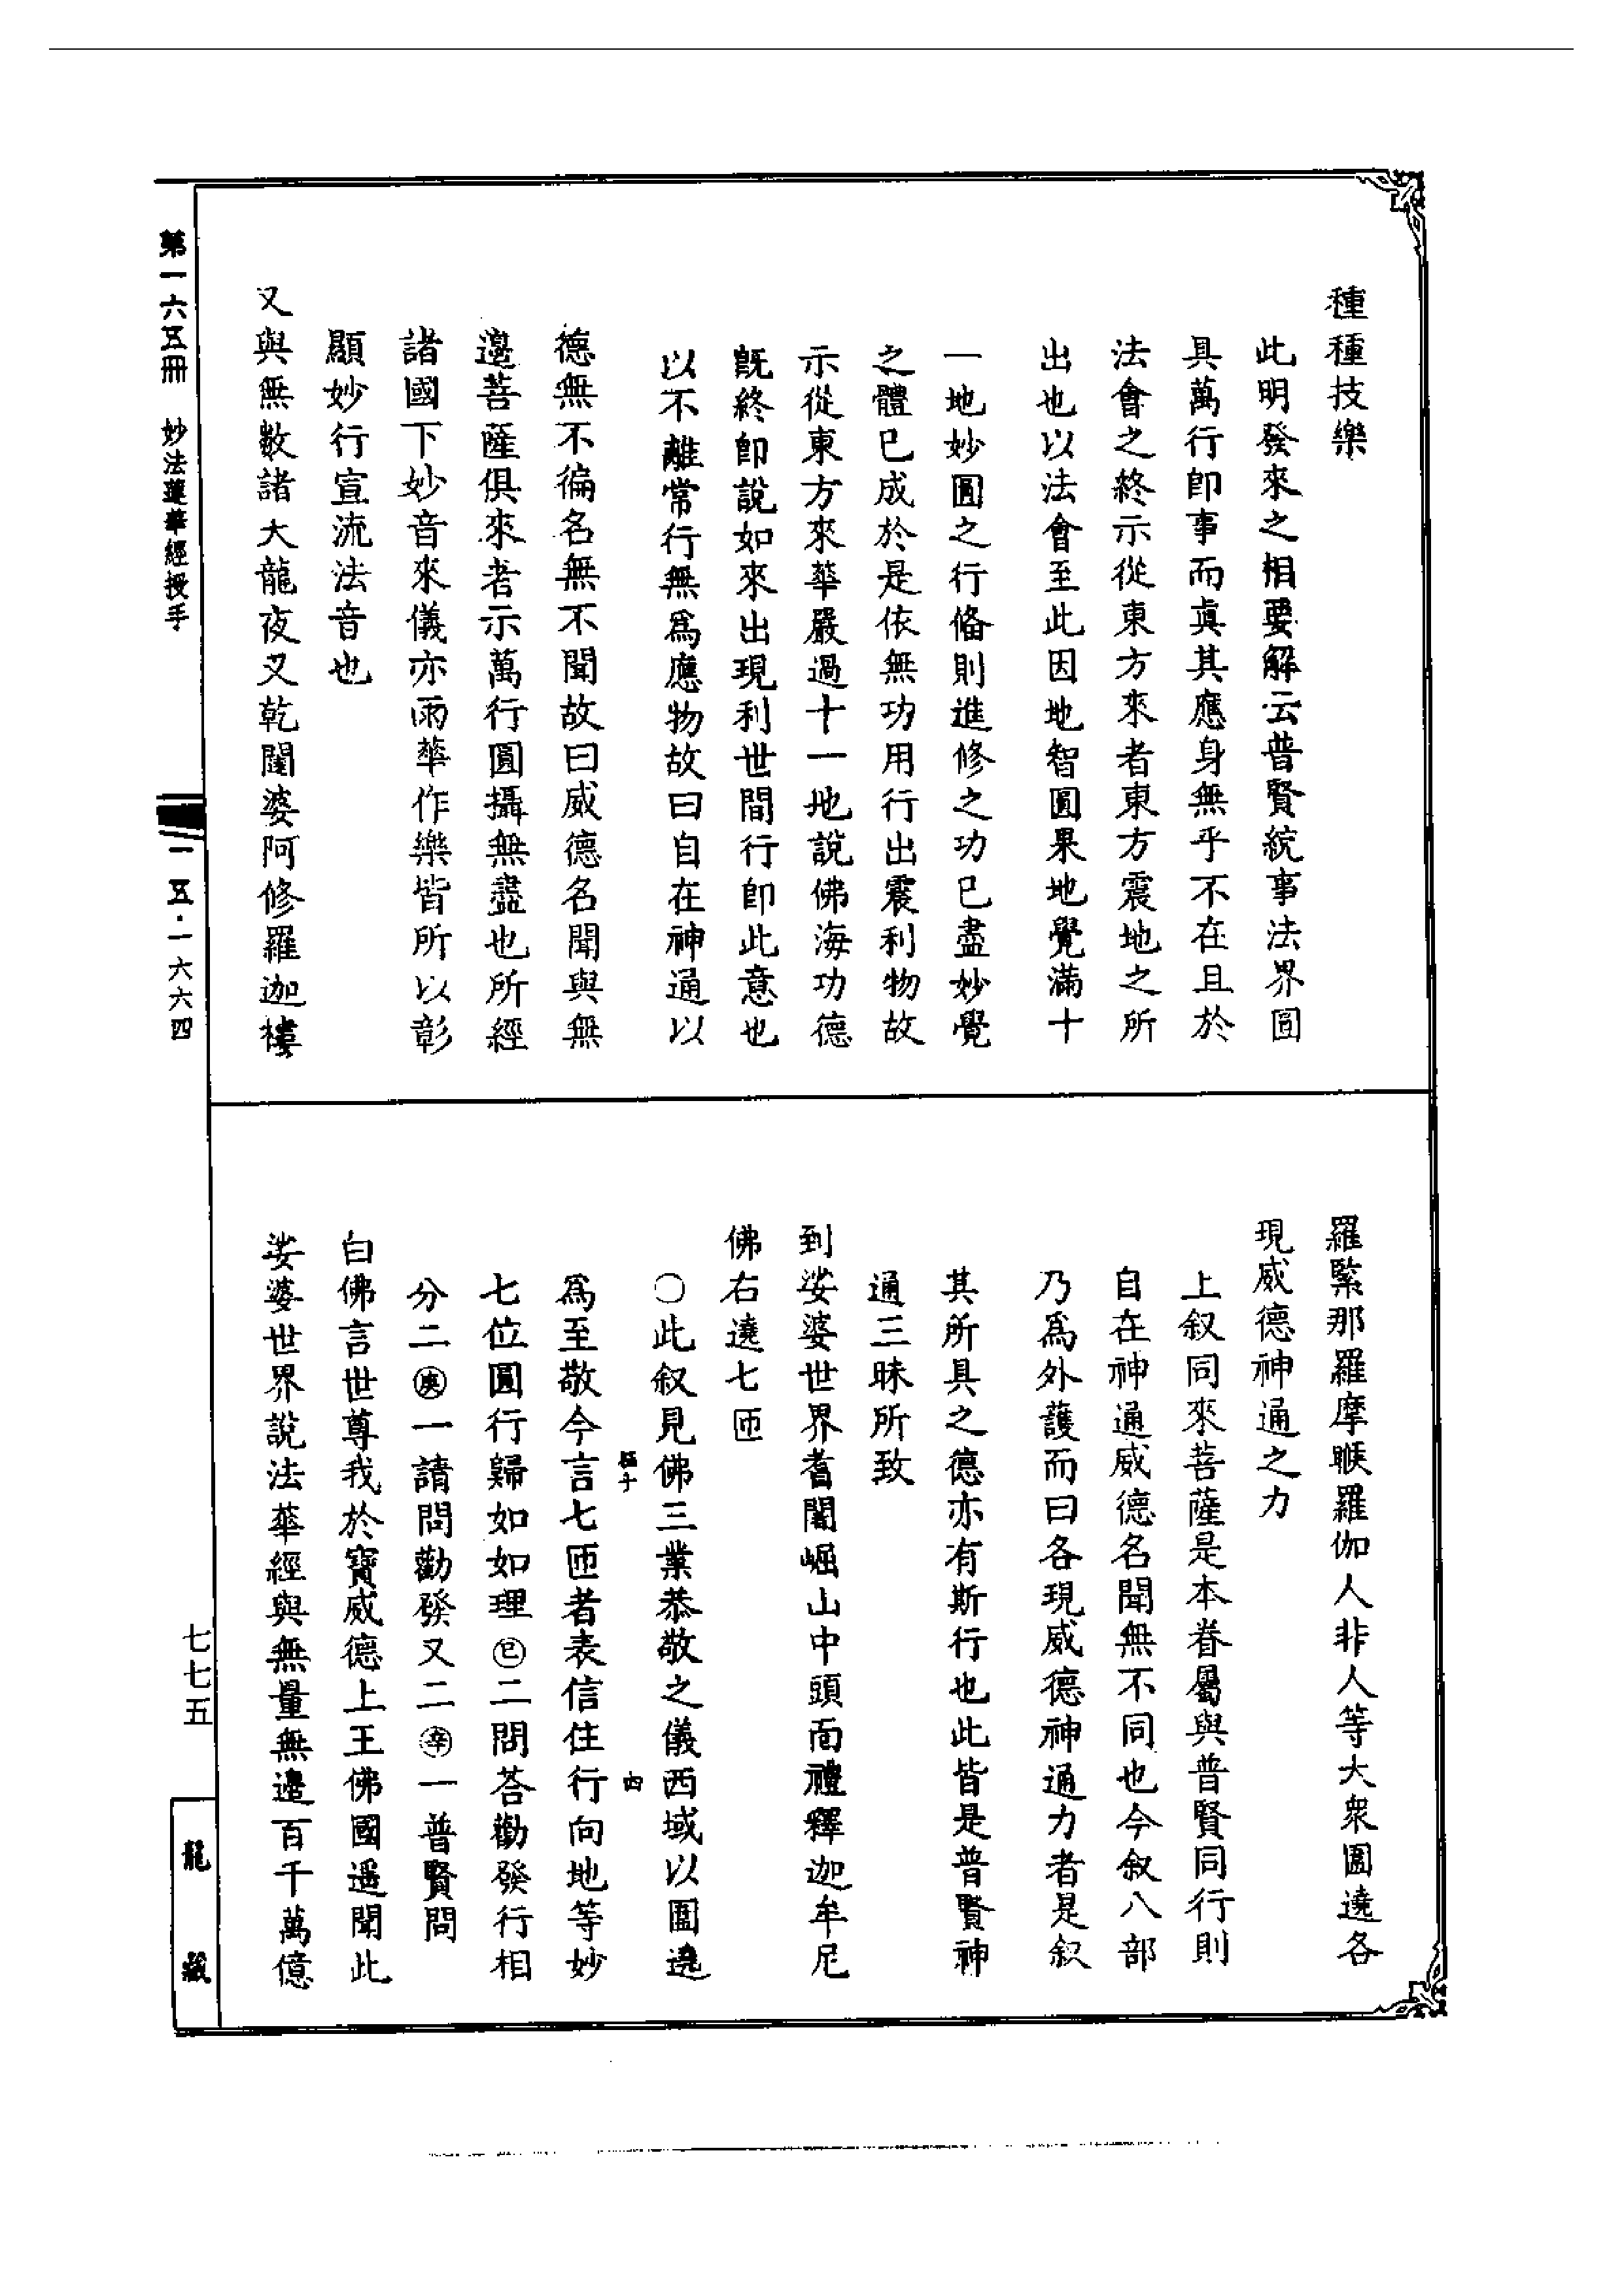 種種技樂
此明發來之相要解云普賢統事法界圓
具萬行卽事而眞其應身無乎不在且於
法會之終示從東方來者東方震地之所
出也以法會至此因地智圓果地覺滿十
一地妙圓之行俻則進修之功已盡妙覺
之體已成於是依無功用行出震利物故
示從東方來華嚴過十一地說佛海功德
旣終卽說如來出現利世間行卽此意也
以不離常行無爲應物故曰自在神通以
德無不徧名無不聞故曰威德名聞與無
邊菩薩俱來者示萬行圓攝無盡也所經
諸國下妙音來儀亦雨華作樂皆所以彰
顯妙行宣流法音也
又與無數諸大龍夜叉乾闥婆阿修羅迦樓
羅緊那羅摩睺羅伽人非人等大衆圍遶各
現威德神通之力
上叙同來菩薩是本眷屬與普賢同行則
自在神通威德名聞無不同也今叙八部
乃爲外護而曰各現威德神通力者是叙
其所具之德亦有斯行也此皆是普賢神
通三昧所致
到娑婆世界耆闍崛山中頭面禮釋迦牟尼
佛右遶七匝
○此叙見佛三業恭敬之儀西域以圍遶
四
爲至敬今言七匝者表信住行向地等妙
七位圓行歸如如理㊂二問荅勸發行相
分二㊂一請問勸發又二㊂一普賢問
白佛言世尊我於寶威德上王佛國遥聞此
娑婆世界說法華經與無量無邊百千萬億
第一六五冊　妙法蓮華經授手
一五·一六六四
七七五
龍藏